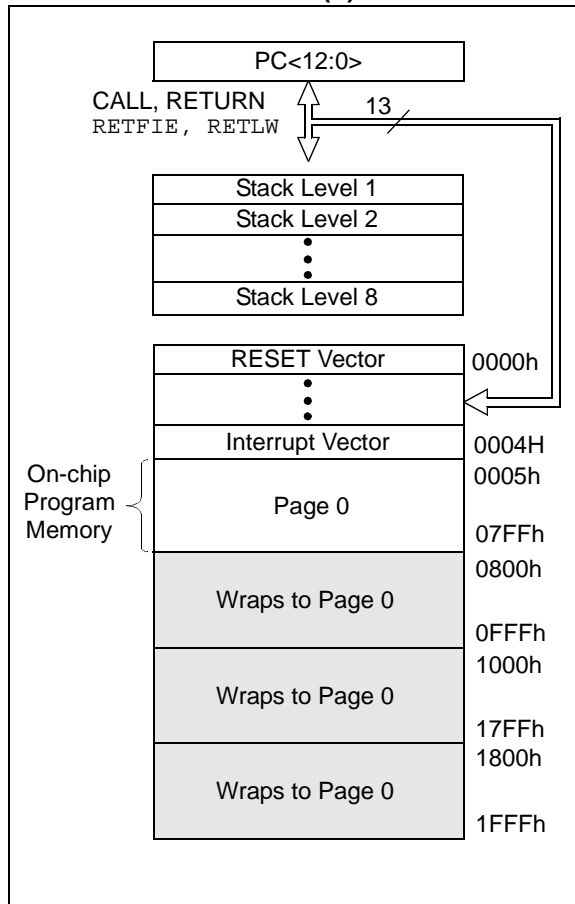 PC<12:0>
CALL, RETURN
RETFIE, RETLW
13
Stack Level 1
Stack Level 2
Stack Level 8
RESET Vector
0000h
Interrupt Vector
0004H
On-chip
Program
Memory
Page 0
0005h
07FFh
Wraps to Page 0
0800h
0FFFh
Wraps to Page 0
1000h
17FFh
Wraps to Page 0
1800h
1FFFh